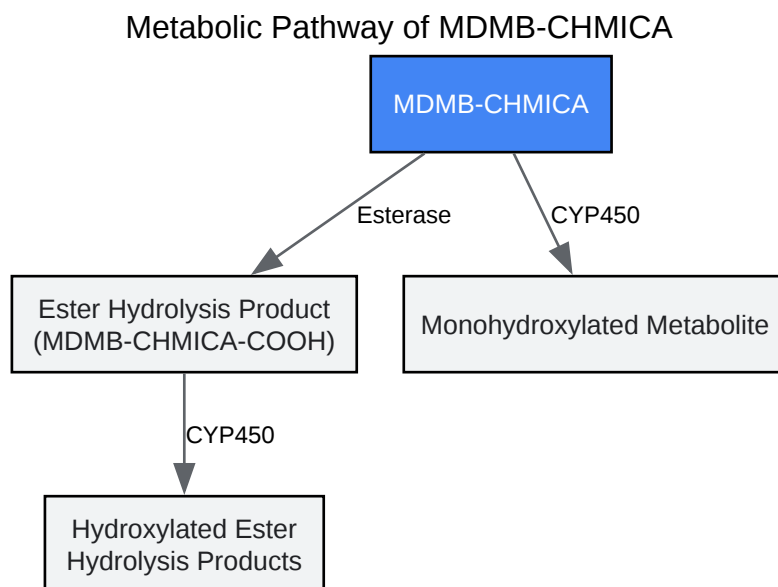 Metabolic Pathway of MDMB-CHMICA
MDMB-CHMICA
Esterase
CYP450
Ester Hydrolysis Product
(MDMB-CHMICA-COOH)
Monohydroxylated Metabolite
CYP450
Hydroxylated Ester
Hydrolysis Products